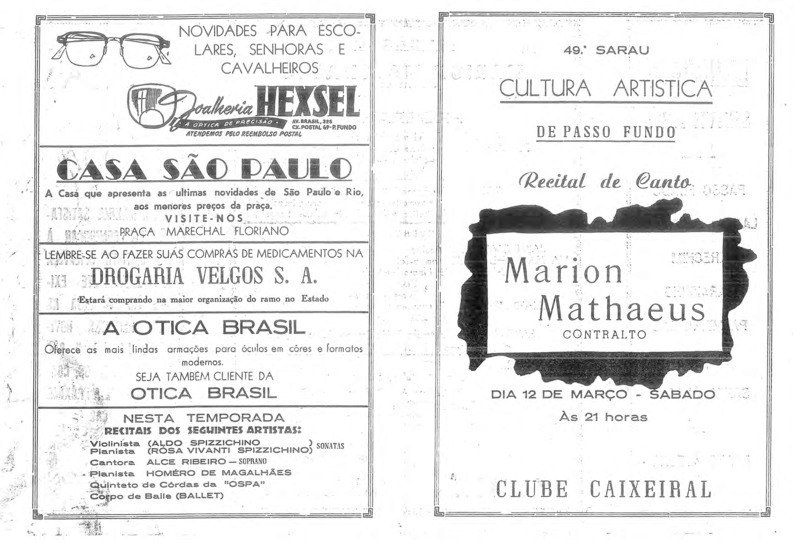 NOVIDADES PARA ESCO-
LARES, SENHORAS E
CAVALHEIROS
Joalheria HEXSEL
A OPTICA DE PRECISÃO -
AV. BRASIL, 325
CX. POSTAL 69 - P. FUNDO
ATENDEMOS PELO REEMBOLSO POSTAL
CASA SÃO PAULO
A Casa que apresenta as ultimas novidades de São Paulo e Rio,
aos menores preços da praça.
VISITE-NOS
PRAÇA MARECHAL FLORIANO
LEMBRE-SE AO FAZER SUAS COMPRAS DE MEDICAMENTOS NA
DROGARIA VELGOS S. A.
Estará comprando na maior organização do ramo no Estado
A OTICA BRASIL
Oferece as mais lindas armações para óculos em côres e formatos
modernos.
SEJA TAMBÉM CLIENTE DA
OTICA BRASIL
NESTA TEMPORADA
RECITAIS DOS SEGUINTES ARTISTAS:
Violinista (ALDO SPIZZICHINO
Pianista (ROSA VIVANTI SPIZZICHINO) } SONATAS
Cantora ALCE RIBEIRO — SOPRANO
Pianista HOMÉRO DE MAGALHÃES
Quinteto de Córdas da "OSPA"
Corpo de Baile (BALLET)
49.º SARAU
CULTURA ARTISTICA
DE PASSO FUNDO
Recital de Canto
Marion
Mathaeus
CONTRALTO
DIA 12 DE MARÇO - SABADO
Às 21 horas
CLUBE CAIXEIRAL